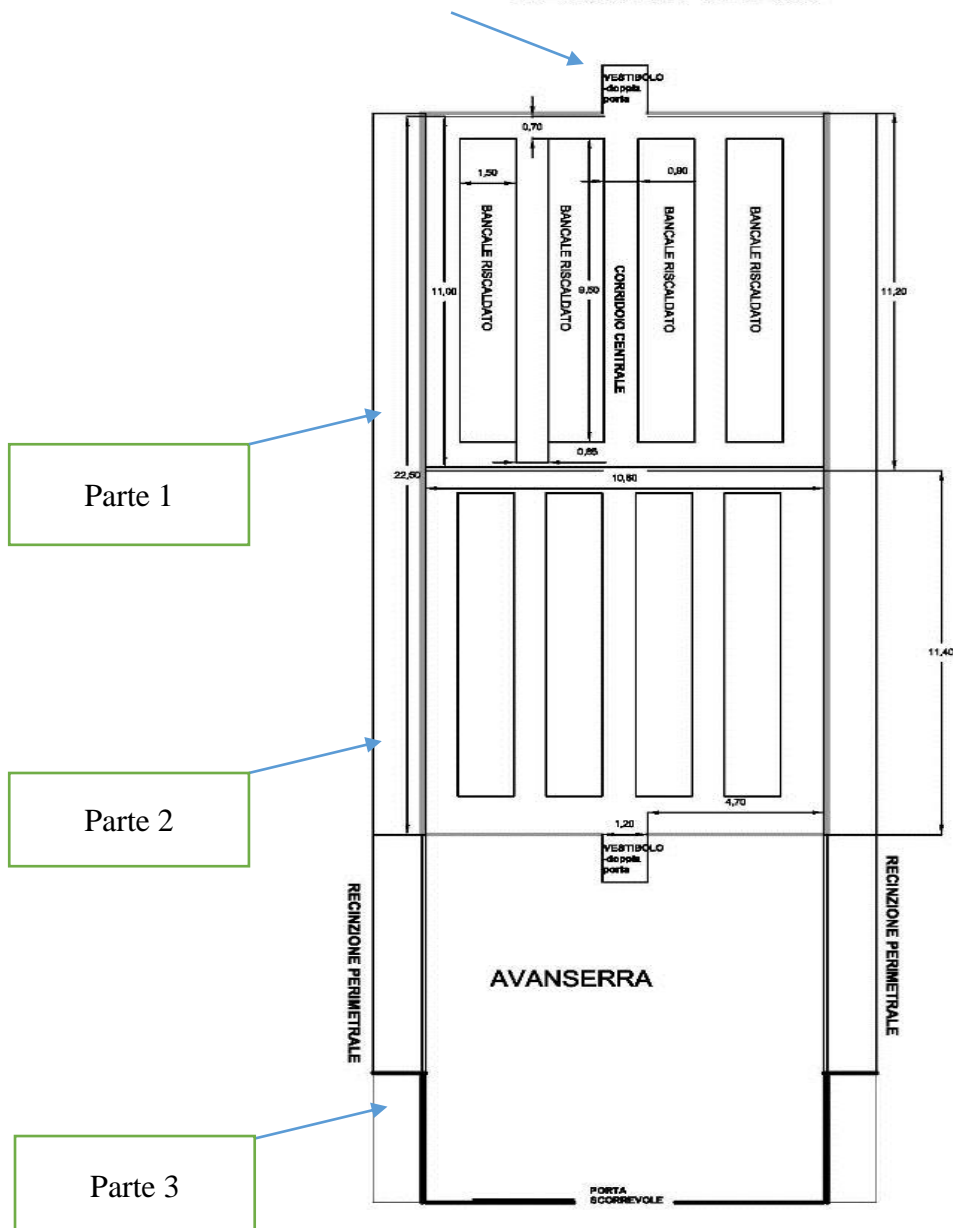 VESTIBOLO
-doppia
porta
0,70
1,50
0,80
BANCALE RISCALDATO
BANCALE RISCALDATO
BANCALE RISCALDATO
BANCALE RISCALDATO
CORRIDOIO CENTRALE
11,00
9,50
11,20
0,85
22,60
10,60
Parte 1
11,40
Parte 2
4,70
1,20
VESTIBOLO
-doppia
porta
RECINZIONE PERIMETRALE
RECINZIONE PERIMETRALE
AVANSERRA
Parte 3
PORTA
SCORREVOLE